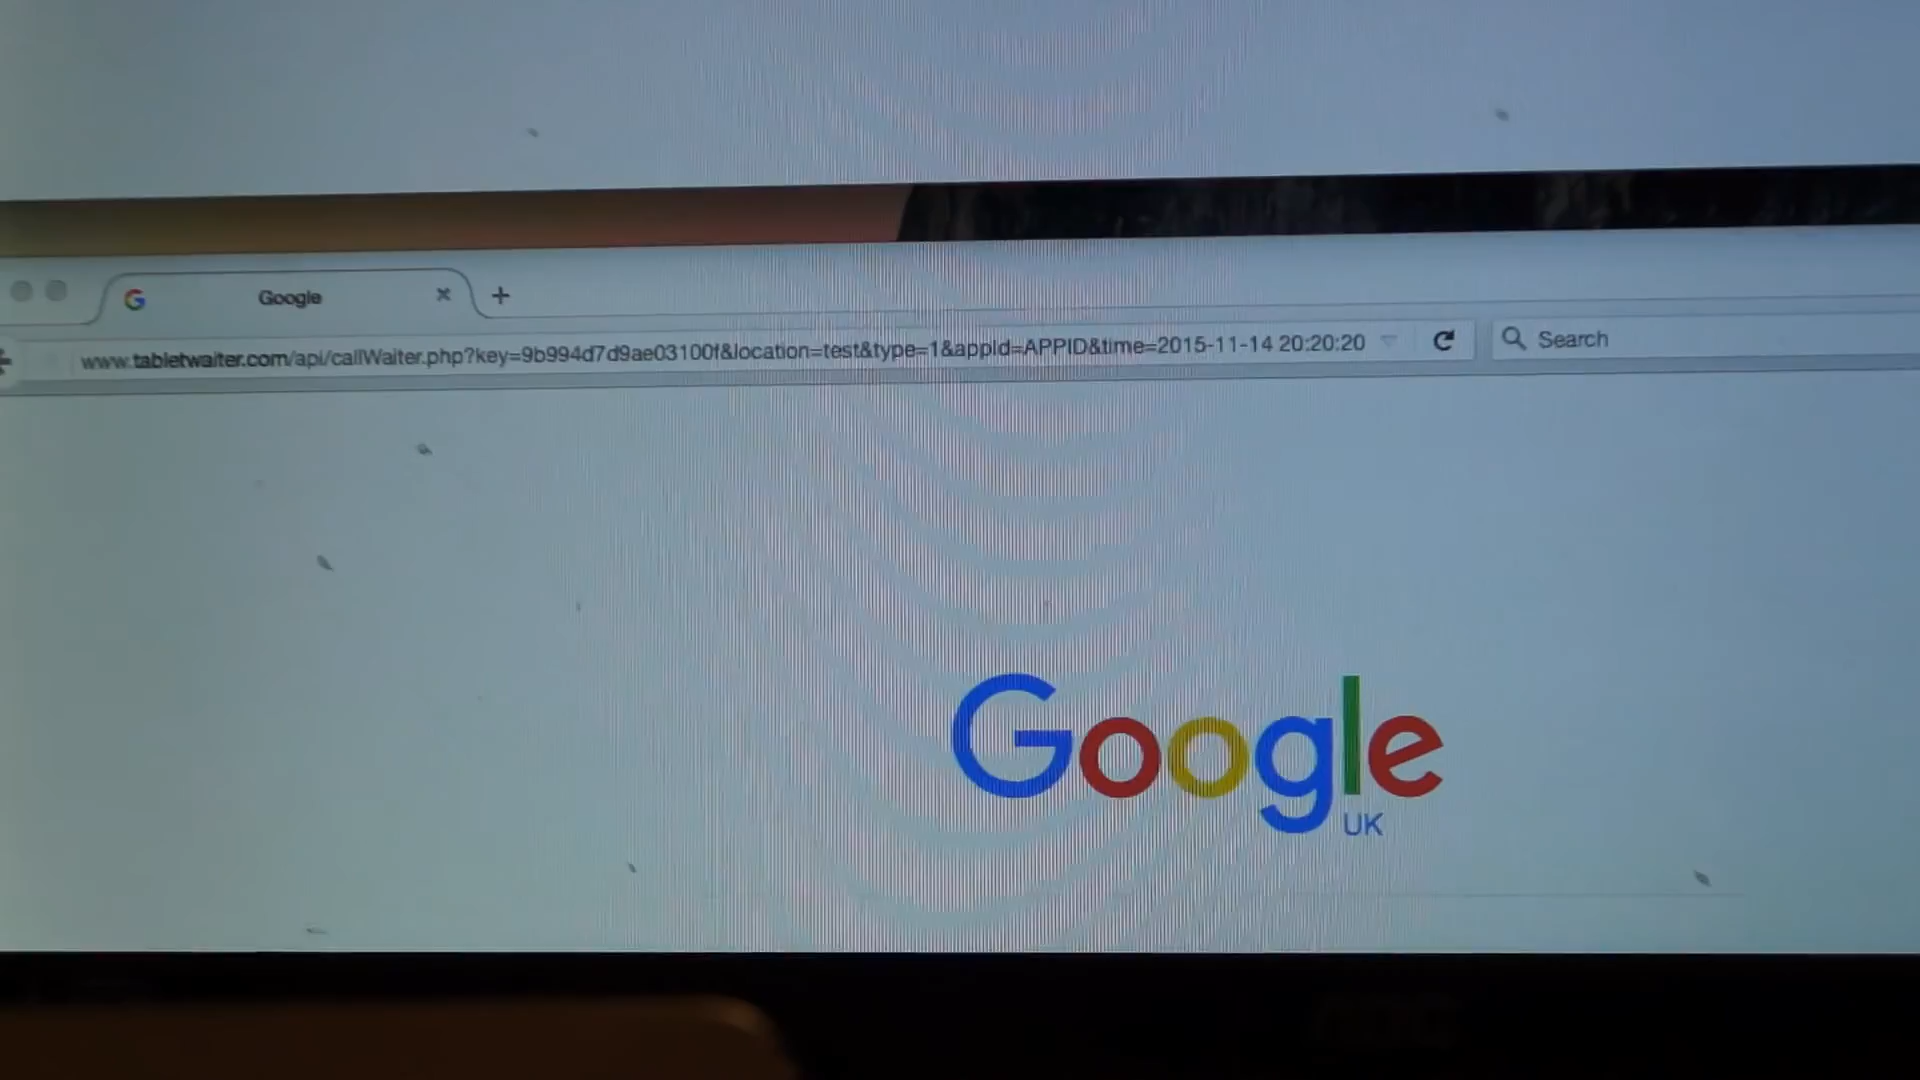 Google
www.tabletwaiter.com/api/callWaiter.php?key=9b994d7d9ae03100f&location=test&type=1&appid=APPID&time=2015-11-14 20:20:20
Search
Google
UK